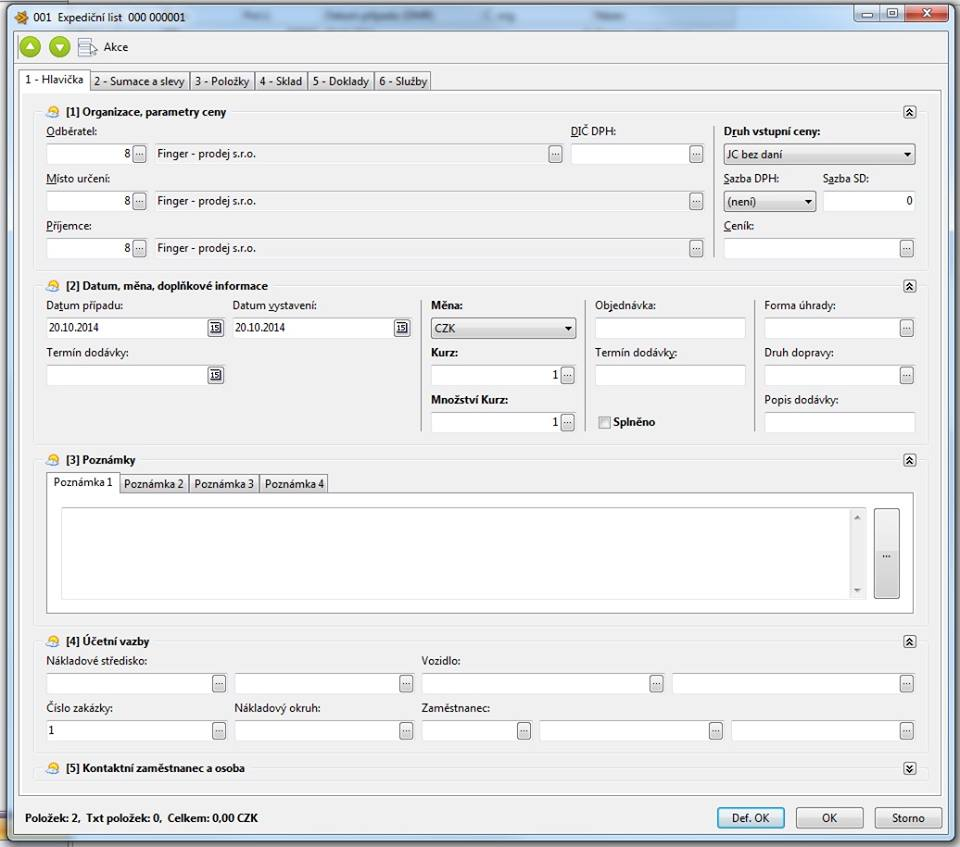 001 Expediční list 000 000001
Akce
1 - Hlavička 2 - Sumace a slevy 3 - Položky 4 - Sklad 5 - Doklady 6 - Služby
[1] Organizace, parametry ceny
Odběratel: DIČ DPH: Druh vstupní ceny:
8 ... Finger - prodej s.r.o. ... ... JC bez daní
Místo určení: Sazba DPH: Sazba SD:
8 ... Finger - prodej s.r.o. ... (není) 0
Příjemce: Ceník:
8 ... Finger - prodej s.r.o. ... ...
[2] Datum, měna, doplňkové informace
Datum případu: Datum vystavení: Měna: Objednávka: Forma úhrady:
20.10.2014 15 20.10.2014 15 CZK ...
Termín dodávky: Kurz: Termín dodávky: Druh dopravy:
15 1 ... ...
Množství Kurz: Popis dodávky:
1 ... Splněno
[3] Poznámky
Poznámka 1 Poznámka 2 Poznámka 3 Poznámka 4
...
[4] Účetní vazby
Nákladové středisko: Vozidlo:
... ... ... ...
Číslo zakázky: Nákladový okruh: Zaměstnanec:
1 ... ... ... ... ...
[5] Kontaktní zaměstnanec a osoba
Položek: 2, Txt položek: 0, Celkem: 0,00 CZK Def. OK OK Storno